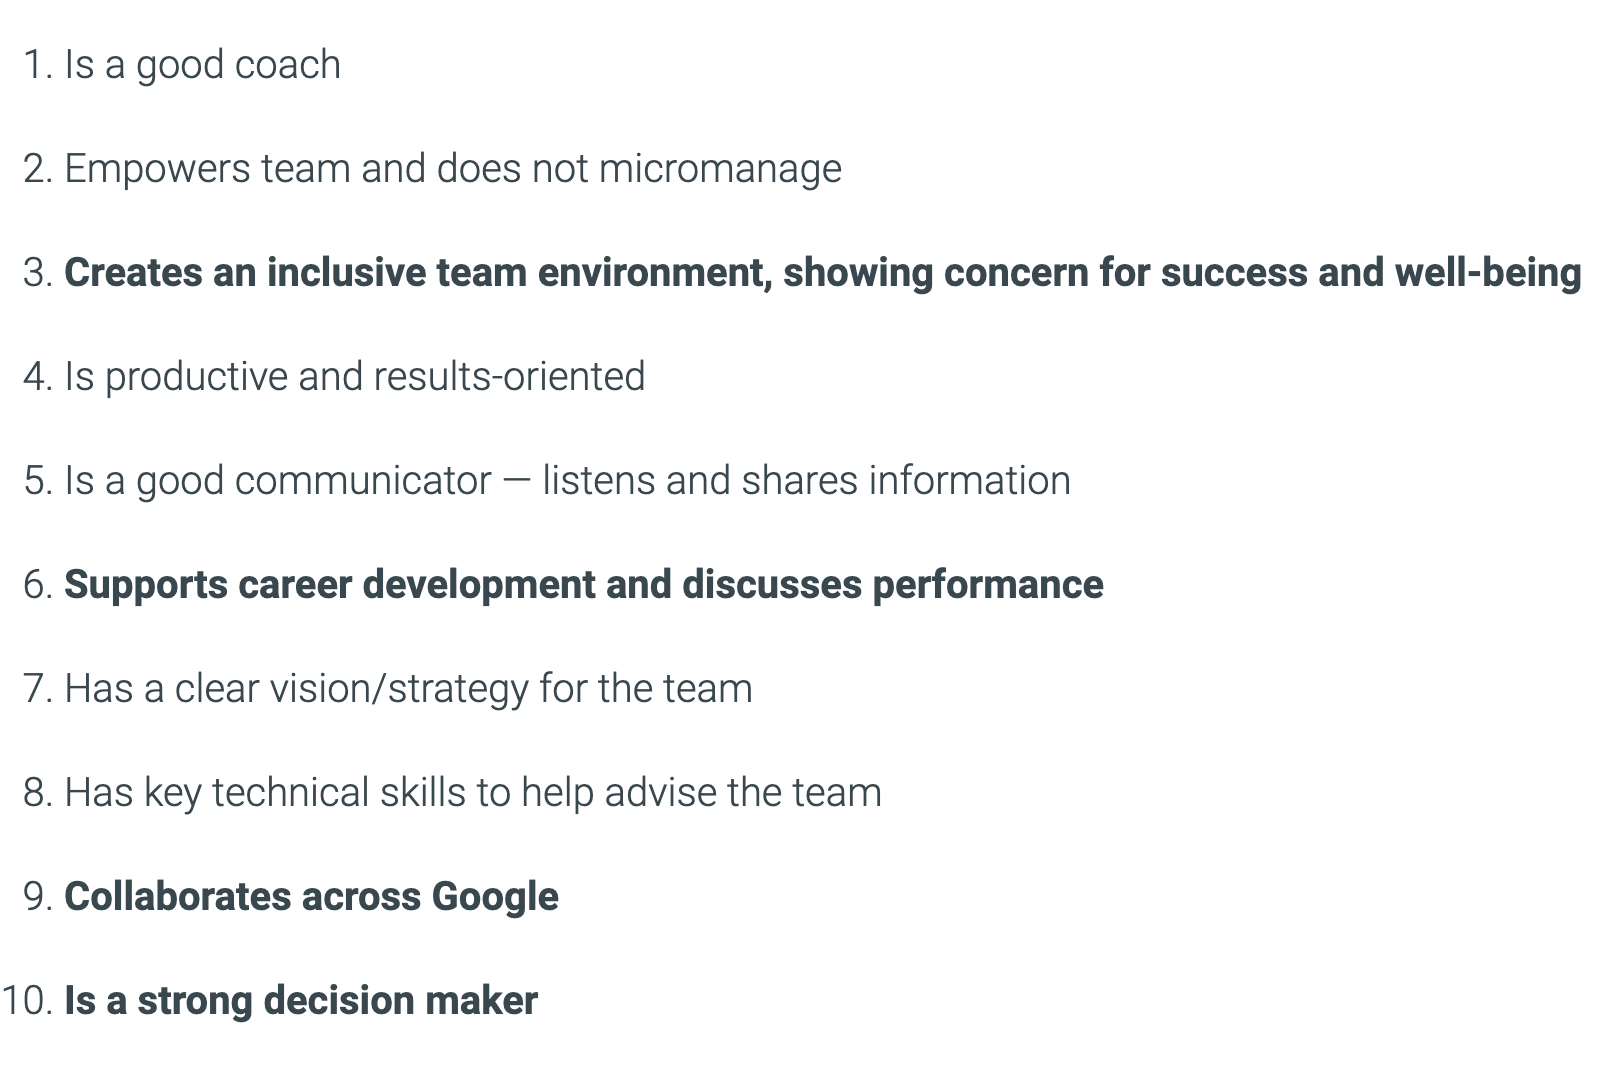 1. Is a good coach
2. Empowers team and does not micromanage
3. Creates an inclusive team environment, showing concern for success and well-being
4. Is productive and results-oriented
5. Is a good communicator — listens and shares information
6. Supports career development and discusses performance
7. Has a clear vision/strategy for the team
8. Has key technical skills to help advise the team
9. Collaborates across Google
10. Is a strong decision maker